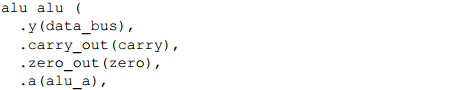 alu alu (
.y(data_bus),
.carry_out(carry),
.zero_out(zero),
.a(alu_a),